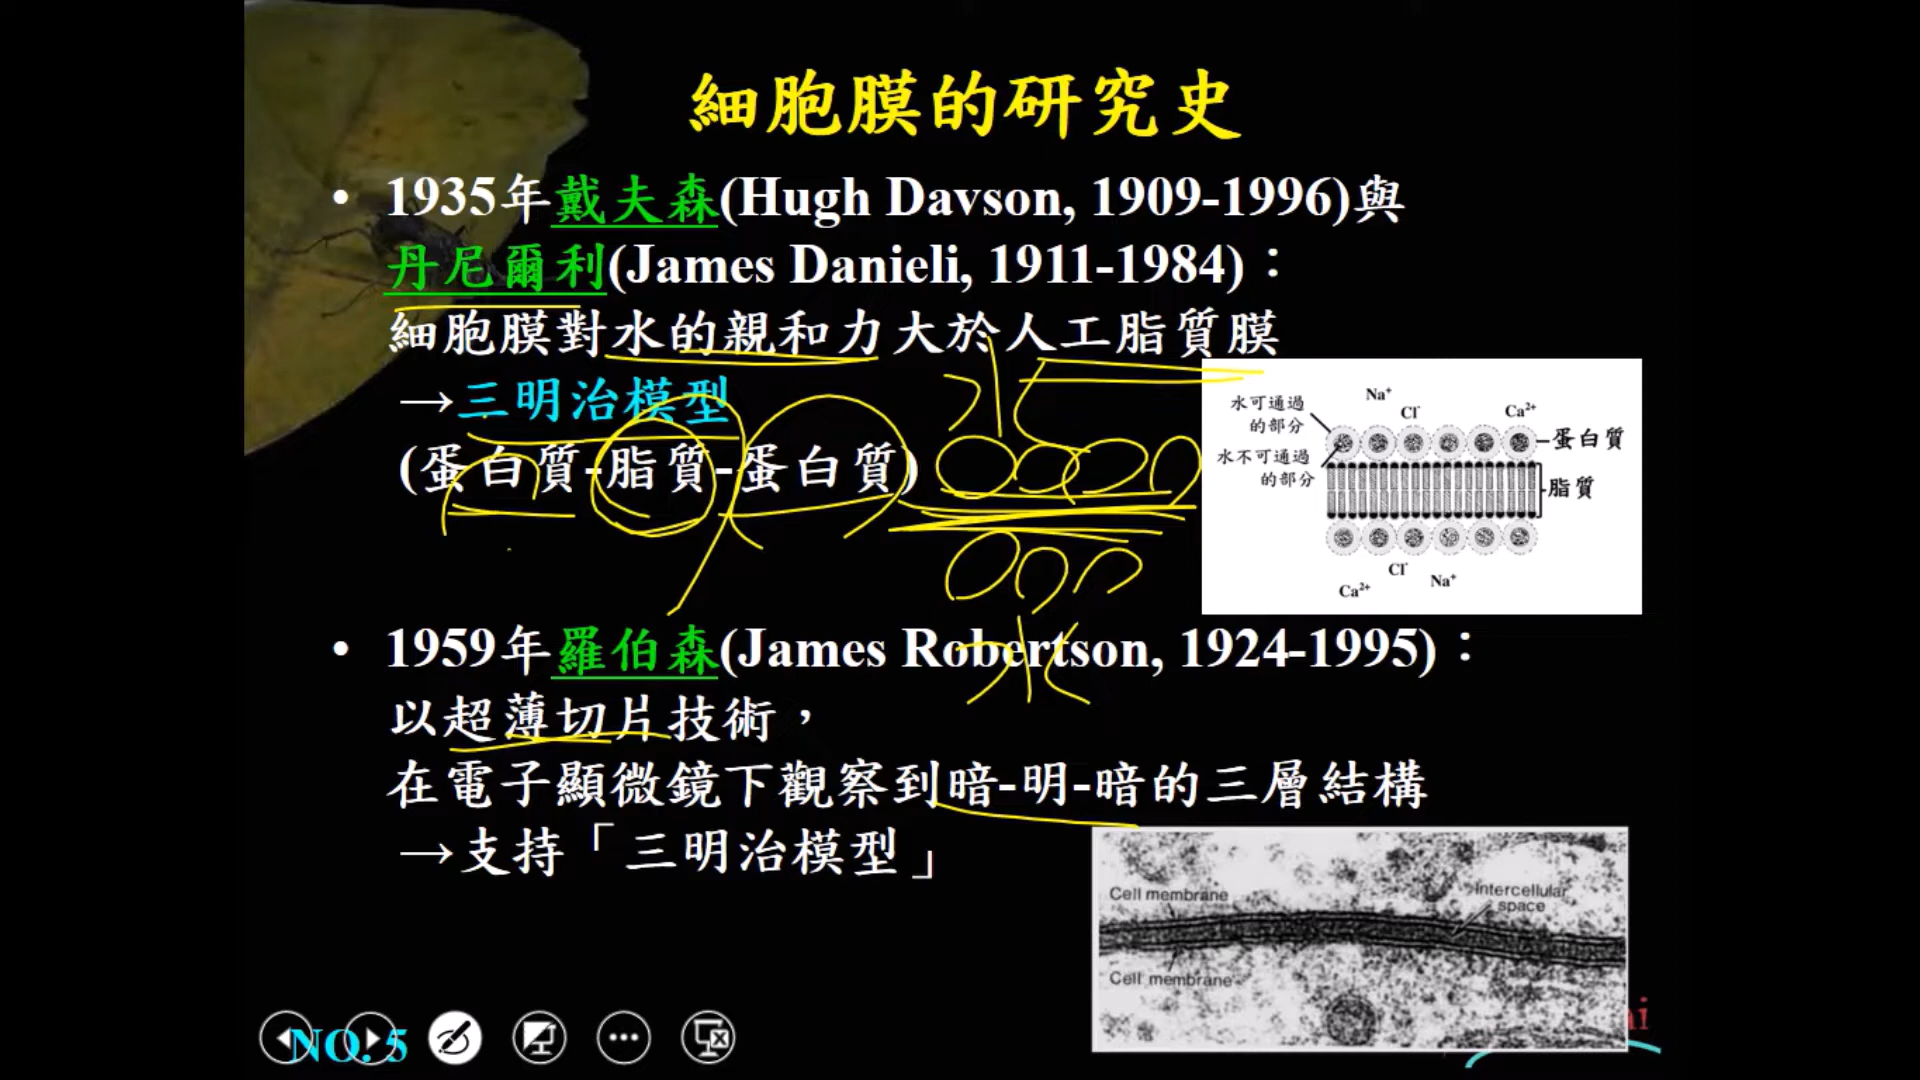 細胞膜的研究史
• 1935年戴夫森(Hugh Davson, 1909-1996)與
丹尼爾利(James Danieli, 1911-1984)：
細胞膜對水的親和力大於人工脂質膜
→三明治模型
(蛋白質-脂質-蛋白質)
水
水
水可通過
的部分
水不可通過
的部分
Na⁺
Cl⁻
Ca²⁺
蛋白質
脂質
Ca²⁺
Cl⁻
Na⁺
• 1959年羅伯森(James Robertson, 1924-1995)：
以超薄切片技術，
在電子顯微鏡下觀察到暗-明-暗的三層結構
→支持「三明治模型」
Cell membrane
Intercellular
space
Cell membrane
NO. 5